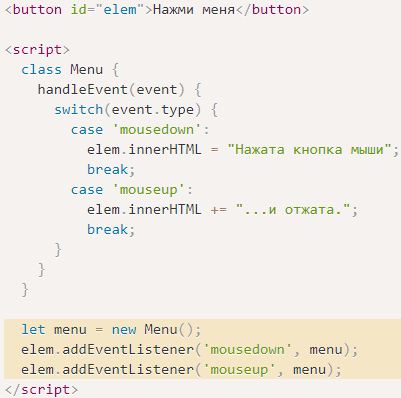 <button id="elem">Нажми меня</button>
<script>
class Menu {
handleEvent(event) {
switch(event.type) {
case 'mousedown':
elem.innerHTML = "Нажата кнопка мыши";
break;
case 'mouseup':
elem.innerHTML += "...и отжата.";
break;
}
}
}
let menu = new Menu();
elem.addEventListener('mousedown', menu);
elem.addEventListener('mouseup', menu);
</script>